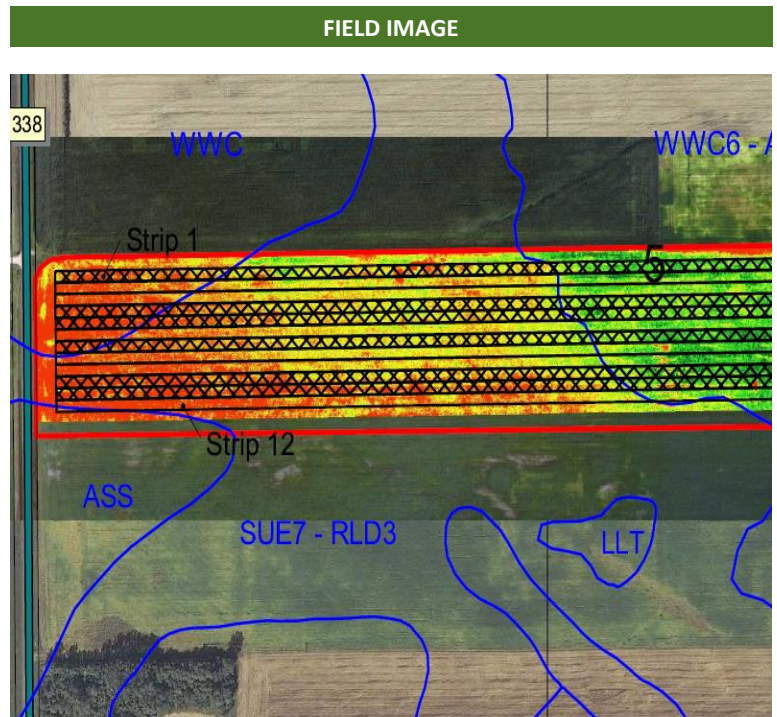 FIELD IMAGE
338
WWC
WWC6 - A
Strip 1
5
Strip 12
ASS
SUE7 - RLD3
LLT